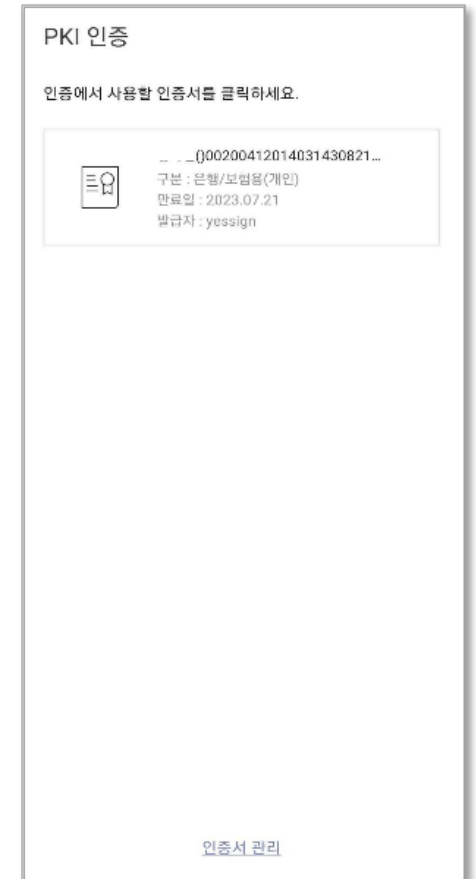 PKI 인증
인증에서 사용할 인증서를 클릭하세요.
()00200412014031430821...
구분 : 은행/보험용(개인)
만료일 : 2023.07.21
발급자 : yessign
인증서 관리